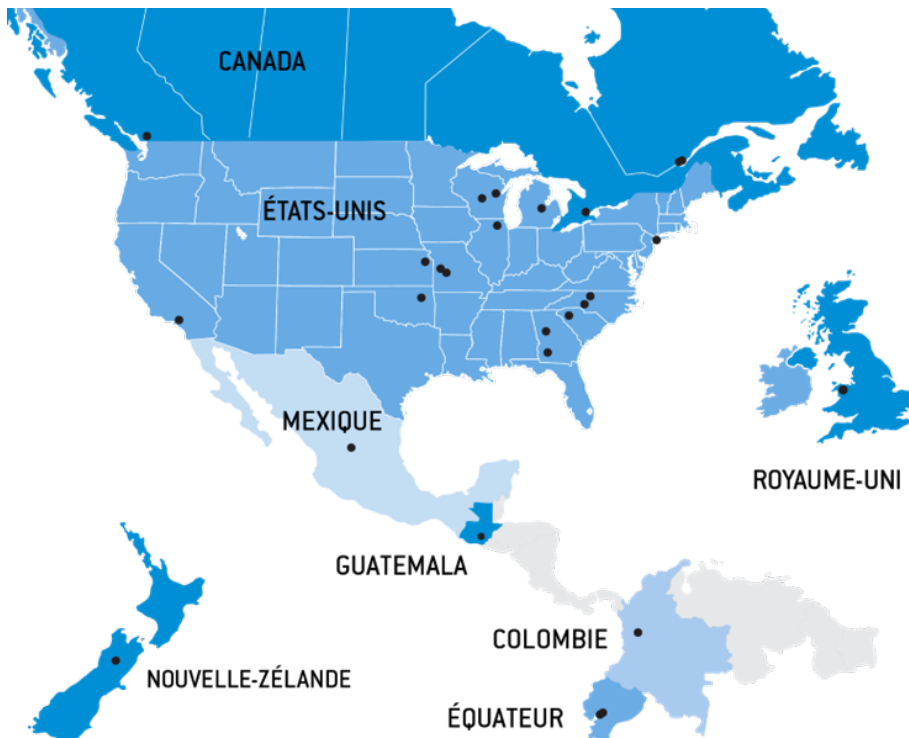 CANADA
ÉTATS-UNIS
MEXIQUE
ROYAUME-UNI
GUATEMALA
COLOMBIE
NOUVELLE-ZÉLANDE
ÉQUATEUR